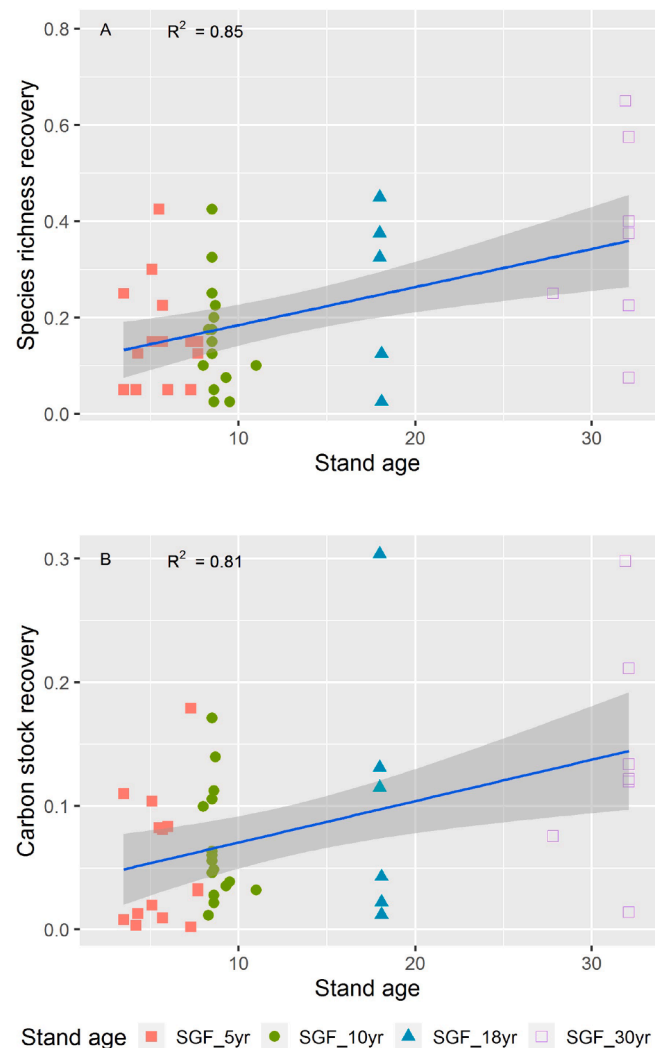 A
R2 = 0.85
0.8
0.6
0.4
0.2
0.0
Species richness recovery
10
20
30
Stand age
B
R2 = 0.81
0.3
0.2
0.1
0.0
Carbon stock recovery
10
20
30
Stand age
Stand age SGF_5yr SGF_10yr SGF_18yr SGF_30yr